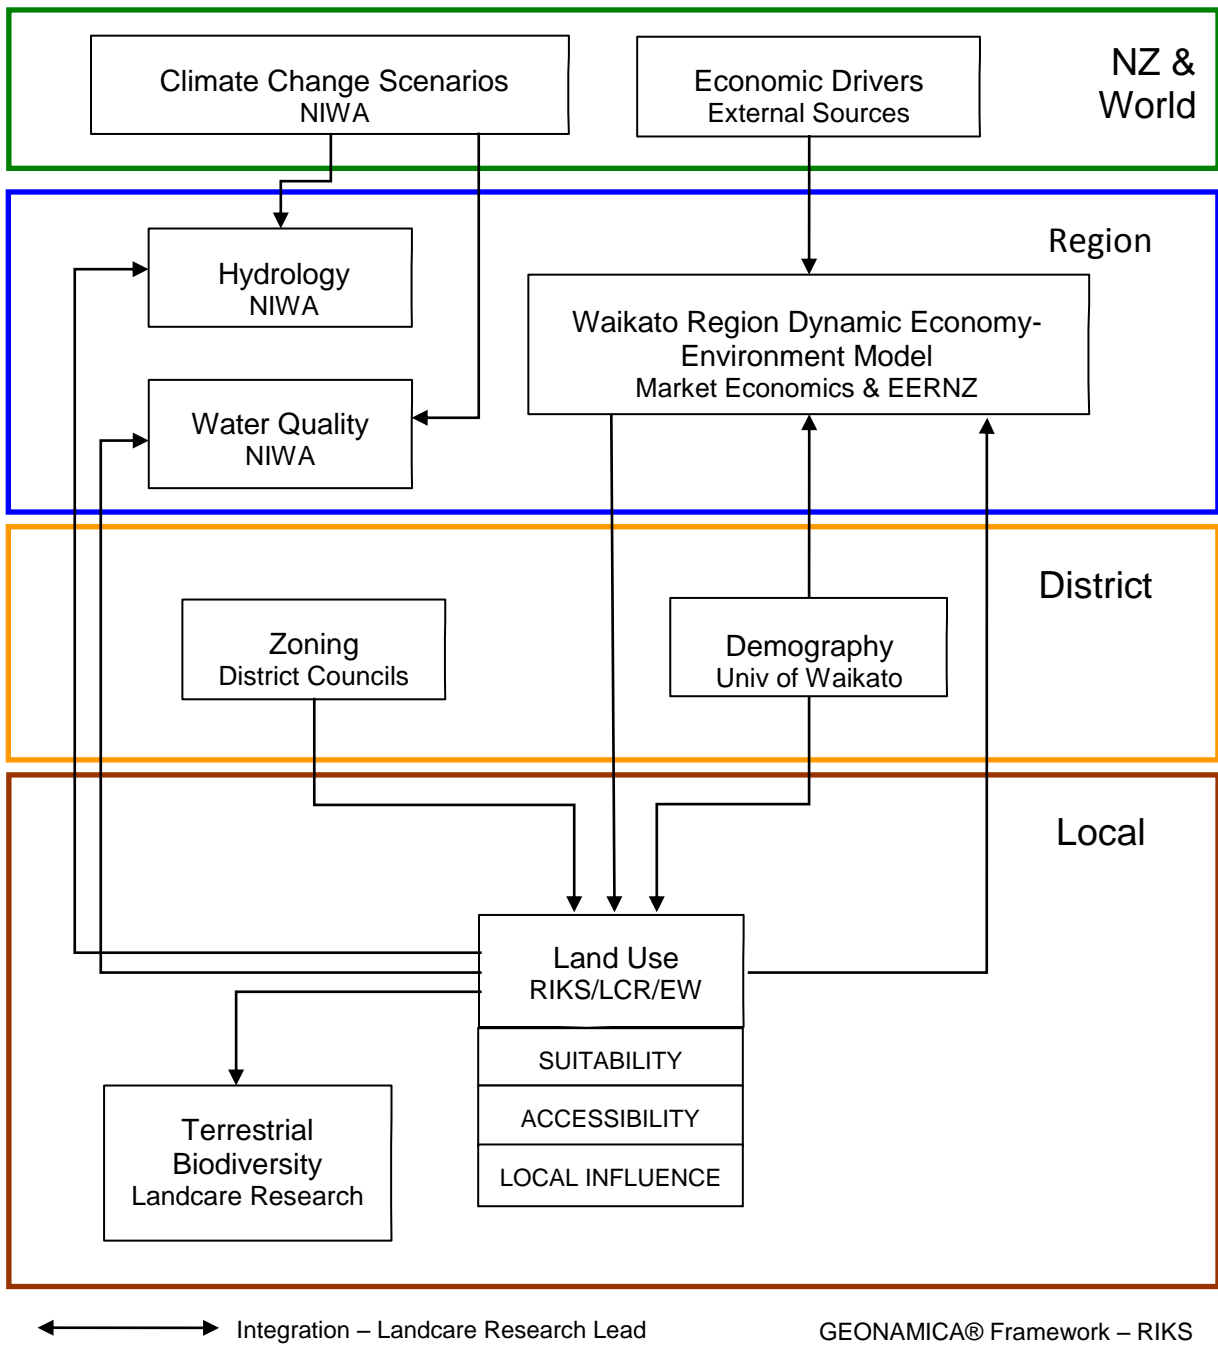 Climate Change Scenarios
NIWA
Economic Drivers
External Sources
NZ &
World
Region
Hydrology
NIWA
Waikato Region Dynamic Economy-
Environment Model
Market Economics & EERNZ
Water Quality
NIWA
District
Zoning
District Councils
Demography
Univ of Waikato
Local
Land Use
RIKS/LCR/EW
SUITABILITY
ACCESSIBILITY
LOCAL INFLUENCE
Terrestrial
Biodiversity
Landcare Research
Integration – Landcare Research Lead
GEONAMICA® Framework – RIKS